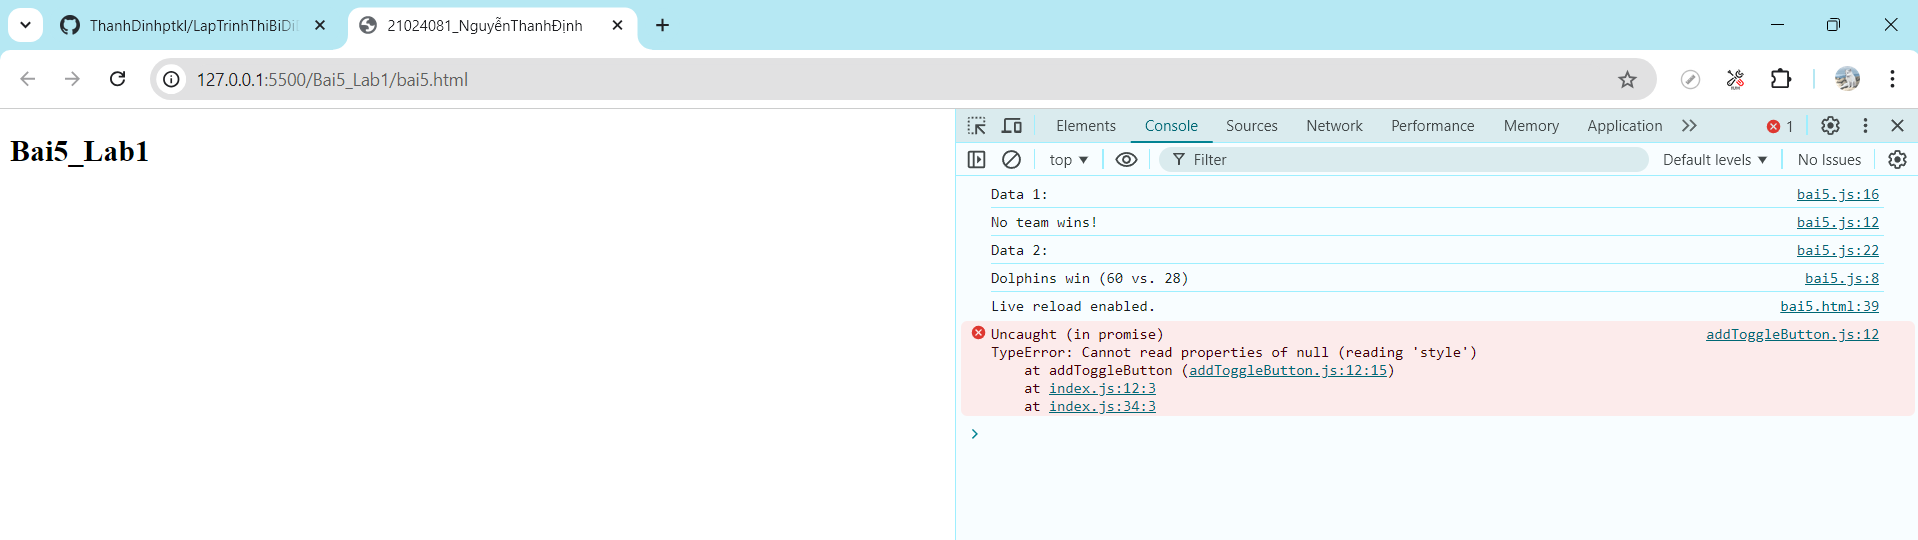 ThanhDinhptkl/LapTrinhThiBiDi
21024081_NguyễnThanhĐịnh
127.0.0.1:5500/Bai5_Lab1/bai5.html
Bai5_Lab1
Elements Console Sources Network Performance Memory Application 1
top Filter Default levels No Issues
Data 1: bai5.js:16
No team wins! bai5.js:12
Data 2: bai5.js:22
Dolphins win (60 vs. 28) bai5.js:8
Live reload enabled. bai5.html:39
Uncaught (in promise) addToggleButton.js:12
TypeError: Cannot read properties of null (reading 'style')
at addToggleButton (addToggleButton.js:12:15)
at index.js:12:3
at index.js:34:3